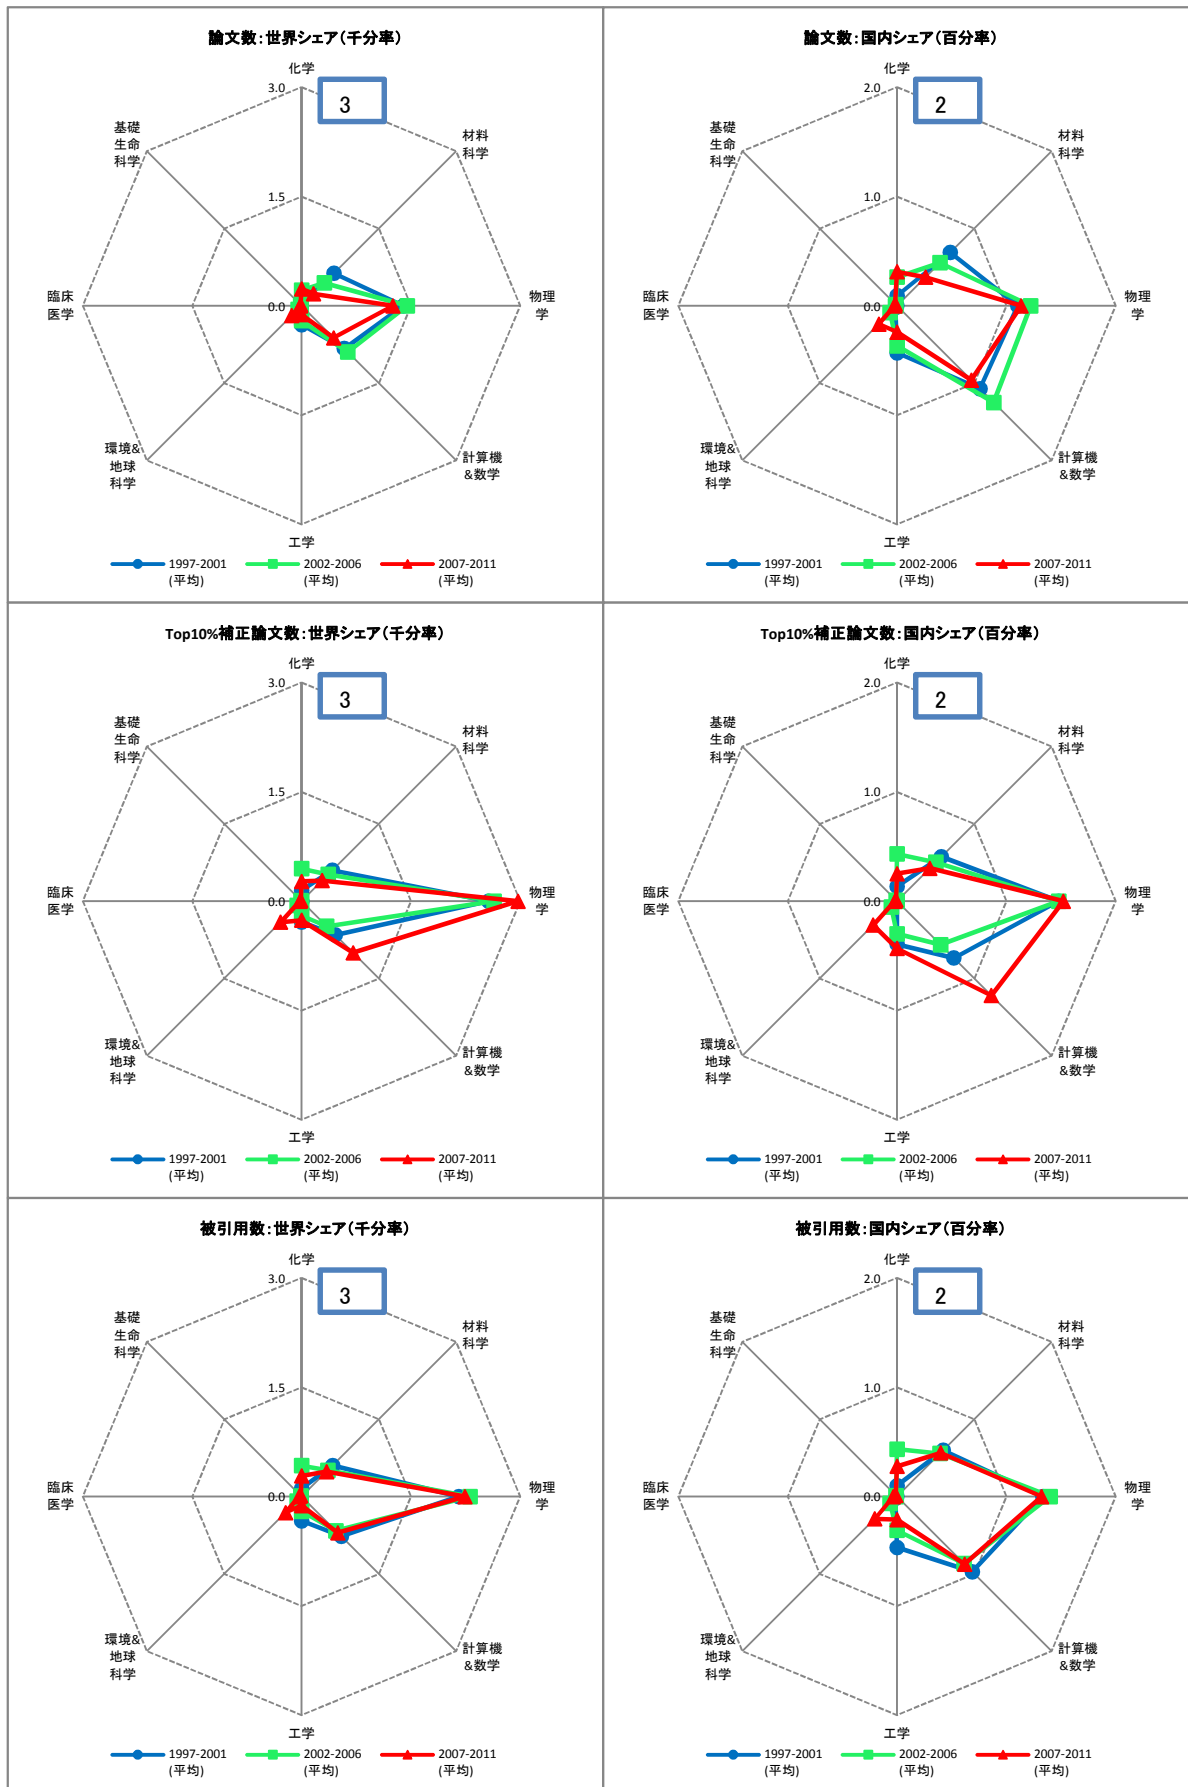 論文数:世界シェア(千分率)
化学
3.0
3
基礎
生命
科学
材料
科学
1.5
臨床
医学
0.0
物理
学
環境&
地球
科学
計算機
&数学
工学
1997-2001
(平均)
2002-2006
(平均)
2007-2011
(平均)
論文数:国内シェア(百分率)
化学
2.0
2
基礎
生命
科学
材料
科学
1.0
臨床
医学
0.0
物理
学
環境&
地球
科学
計算機
&数学
工学
1997-2001
(平均)
2002-2006
(平均)
2007-2011
(平均)
Top10%補正論文数:世界シェア(千分率)
化学
3.0
3
基礎
生命
科学
材料
科学
1.5
臨床
医学
0.0
物理
学
環境&
地球
科学
計算機
&数学
工学
1997-2001
(平均)
2002-2006
(平均)
2007-2011
(平均)
Top10%補正論文数:国内シェア(百分率)
化学
2.0
2
基礎
生命
科学
材料
科学
1.0
臨床
医学
0.0
物理
学
環境&
地球
科学
計算機
&数学
工学
1997-2001
(平均)
2002-2006
(平均)
2007-2011
(平均)
被引用数:世界シェア(千分率)
化学
3.0
3
基礎
生命
科学
材料
科学
1.5
臨床
医学
0.0
物理
学
環境&
地球
科学
計算機
&数学
工学
1997-2001
(平均)
2002-2006
(平均)
2007-2011
(平均)
被引用数:国内シェア(百分率)
化学
2.0
2
基礎
生命
科学
材料
科学
1.0
臨床
医学
0.0
物理
学
環境&
地球
科学
計算機
&数学
工学
1997-2001
(平均)
2002-2006
(平均)
2007-2011
(平均)